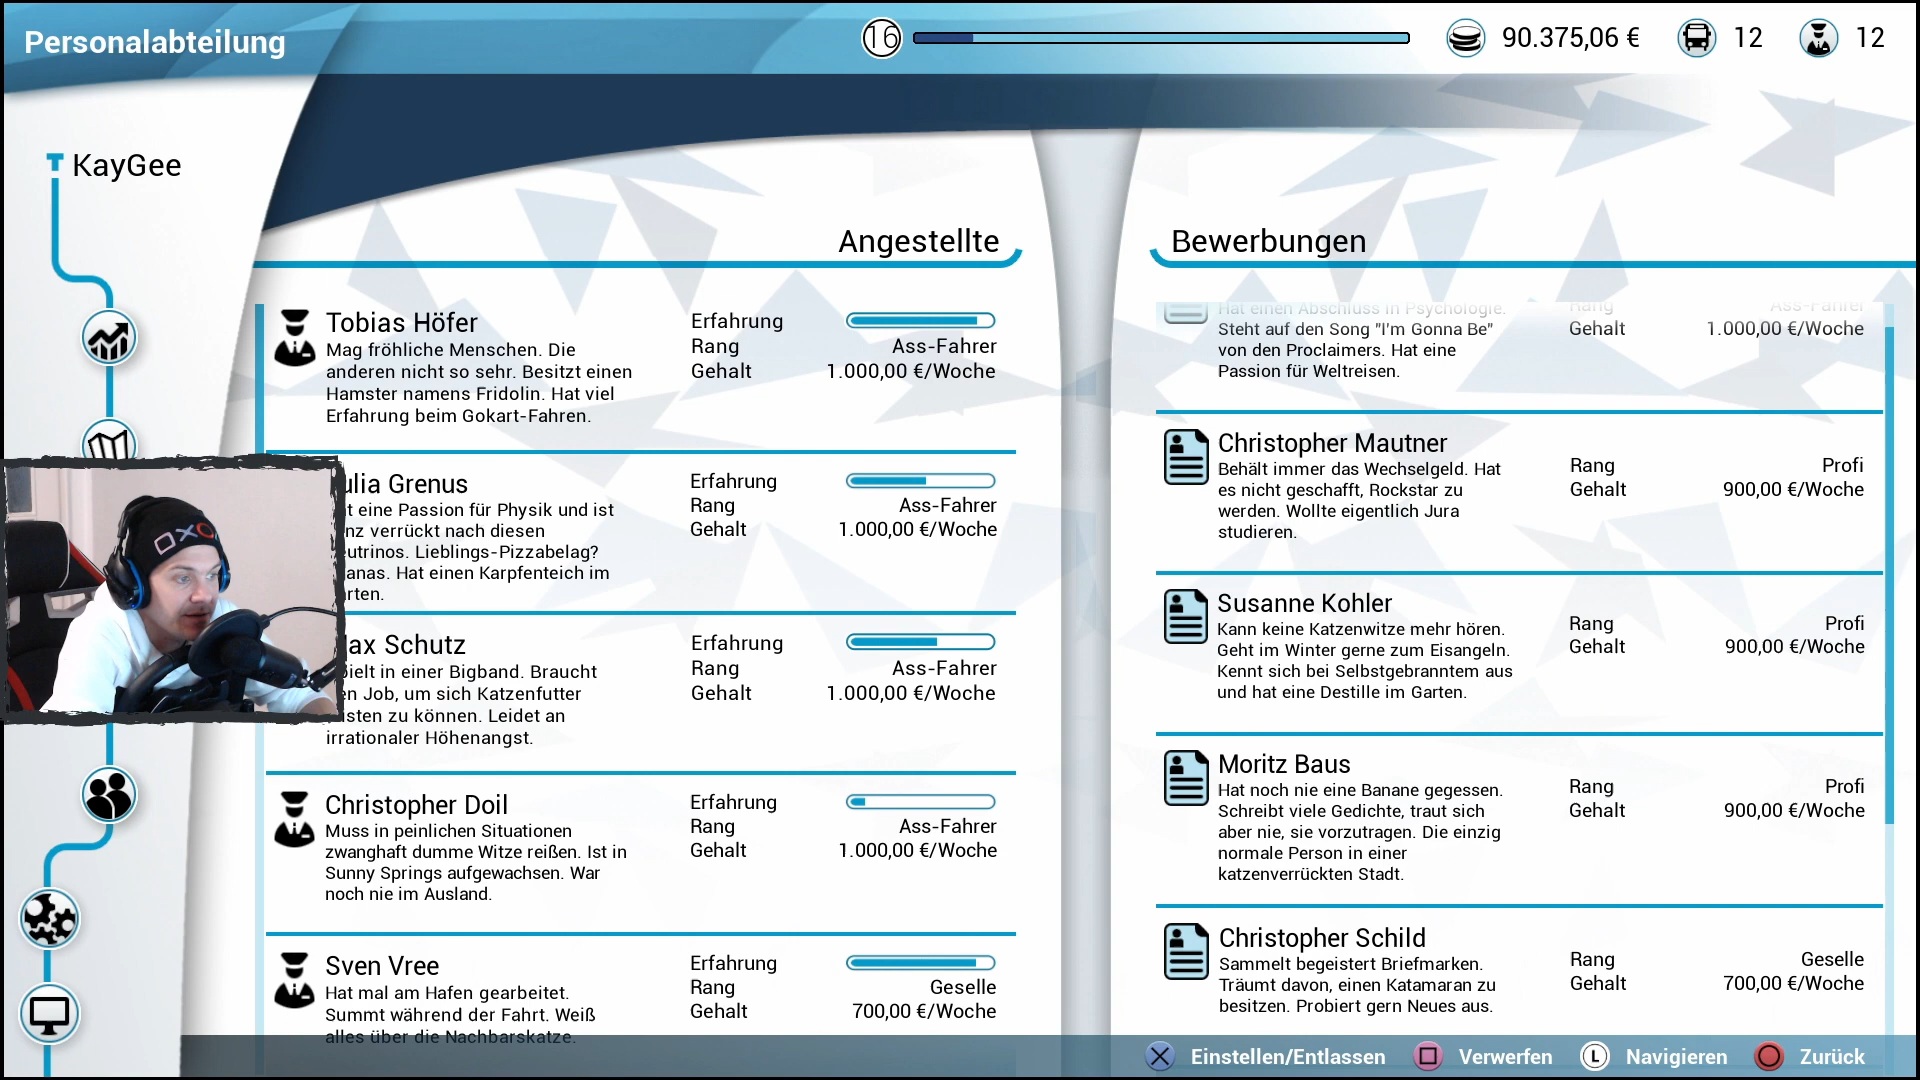 Personalabteilung
16
90.375,06 €
12
12
KayGee
Angestellte
Tobias Höfer
Mag fröhliche Menschen. Die
anderen nicht so sehr. Besitzt einen
Hamster namens Fridolin. Hat viel
Erfahrung beim Gokart-Fahren.
Erfahrung
Rang Ass-Fahrer
Gehalt 1.000,00 €/Woche
ulia Grenus
t eine Passion für Physik und ist
nz verrückt nach diesen
eutrinos. Lieblings-Pizzabelag?
anas. Hat einen Karpfenteich im
rten.
Erfahrung
Rang Ass-Fahrer
Gehalt 1.000,00 €/Woche
ax Schutz
ielt in einer Bigband. Braucht
en Job, um sich Katzenfutter
isten zu können. Leidet an
irrationaler Höhenangst.
Erfahrung
Rang Ass-Fahrer
Gehalt 1.000,00 €/Woche
Christopher Doil
Muss in peinlichen Situationen
zwanghaft dumme Witze reißen. Ist in
Sunny Springs aufgewachsen. War
noch nie im Ausland.
Erfahrung
Rang Ass-Fahrer
Gehalt 1.000,00 €/Woche
Sven Vree
Hat mal am Hafen gearbeitet.
Summt während der Fahrt. Weiß
alles über die Nachbarskatze.
Erfahrung
Rang Geselle
Gehalt 700,00 €/Woche
Bewerbungen
Hat einen Abschluss in Psychologie.
Steht auf den Song "I'm Gonna Be"
von den Proclaimers. Hat eine
Passion für Weltreisen.
Rang Ass-Fahrer
Gehalt 1.000,00 €/Woche
Christopher Mautner
Behält immer das Wechselgeld. Hat
es nicht geschafft, Rockstar zu
werden. Wollte eigentlich Jura
studieren.
Rang Profi
Gehalt 900,00 €/Woche
Susanne Kohler
Kann keine Katzenwitze mehr hören.
Geht im Winter gerne zum Eisangeln.
Kennt sich bei Selbstgebranntem aus
und hat eine Destille im Garten.
Rang Profi
Gehalt 900,00 €/Woche
Moritz Baus
Hat noch nie eine Banane gegessen.
Schreibt viele Gedichte, traut sich
aber nie, sie vorzutragen. Die einzig
normale Person in einer
katzenverrückten Stadt.
Rang Profi
Gehalt 900,00 €/Woche
Christopher Schild
Sammelt begeistert Briefmarken.
Träumt davon, einen Katamaran zu
besitzen. Probiert gern Neues aus.
Rang Geselle
Gehalt 700,00 €/Woche
Einstellen/Entlassen Verwerfen L Navigieren Zurück